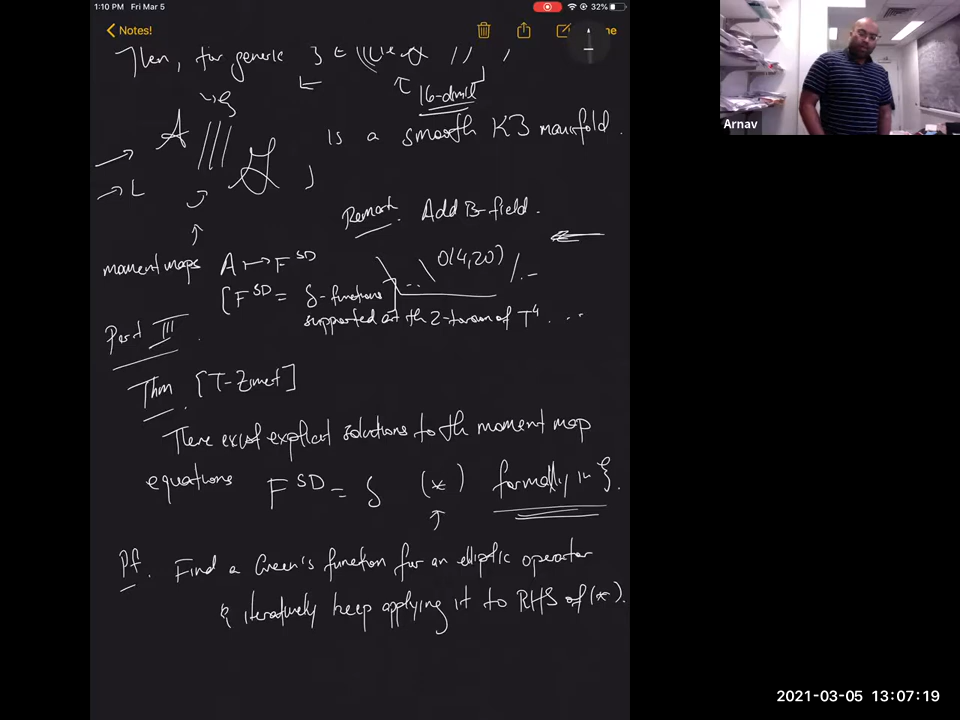 1:10 PM Fri Mar 5
32%
Notes!
Then, for generic ξ ∈
16-dim'l
A /// G is a smooth K3 manifold.
→ L
Remark. Add B-field.
O(4,20)
moment maps A ↦ F^SD
[F^SD = δ-functions
supported at the 2-torsion of T^4 ...
Part III.
Thm. [T-Zimet]
There exist explicit solutions to the moment map
equations F^SD = δ (*) formally in ξ.
Pf. Find a Green's function for an elliptic operator
& iteratively keep applying it to RHS of (*).
Arnav
2021-03-05 13:07:19